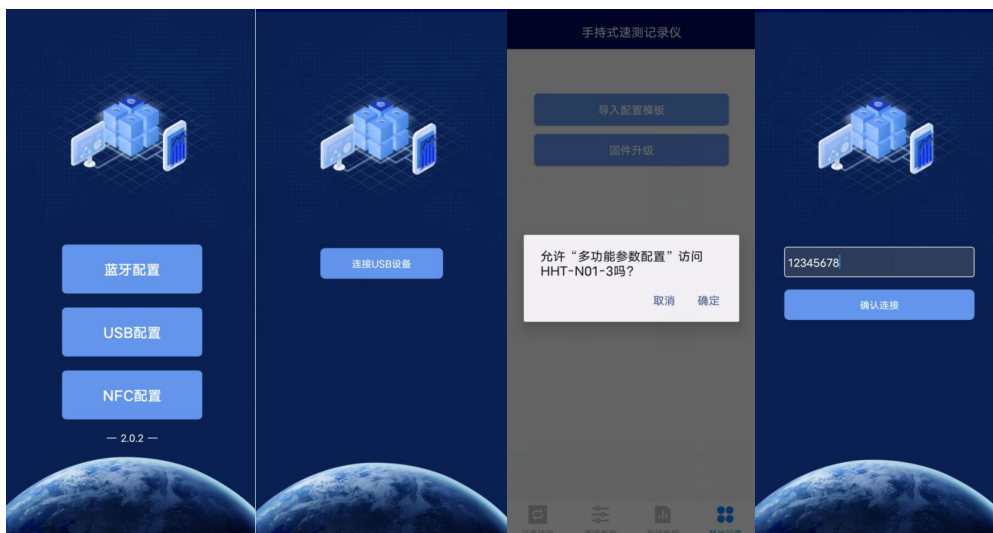 蓝牙配置
USB配置
NFC配置
— 2.0.2 —
连接USB设备
手持式速测记录仪
导入配置模板
固件升级
允许“多功能参数配置”访问
HHT-N01-3吗?
取消 确定
12345678
确认连接